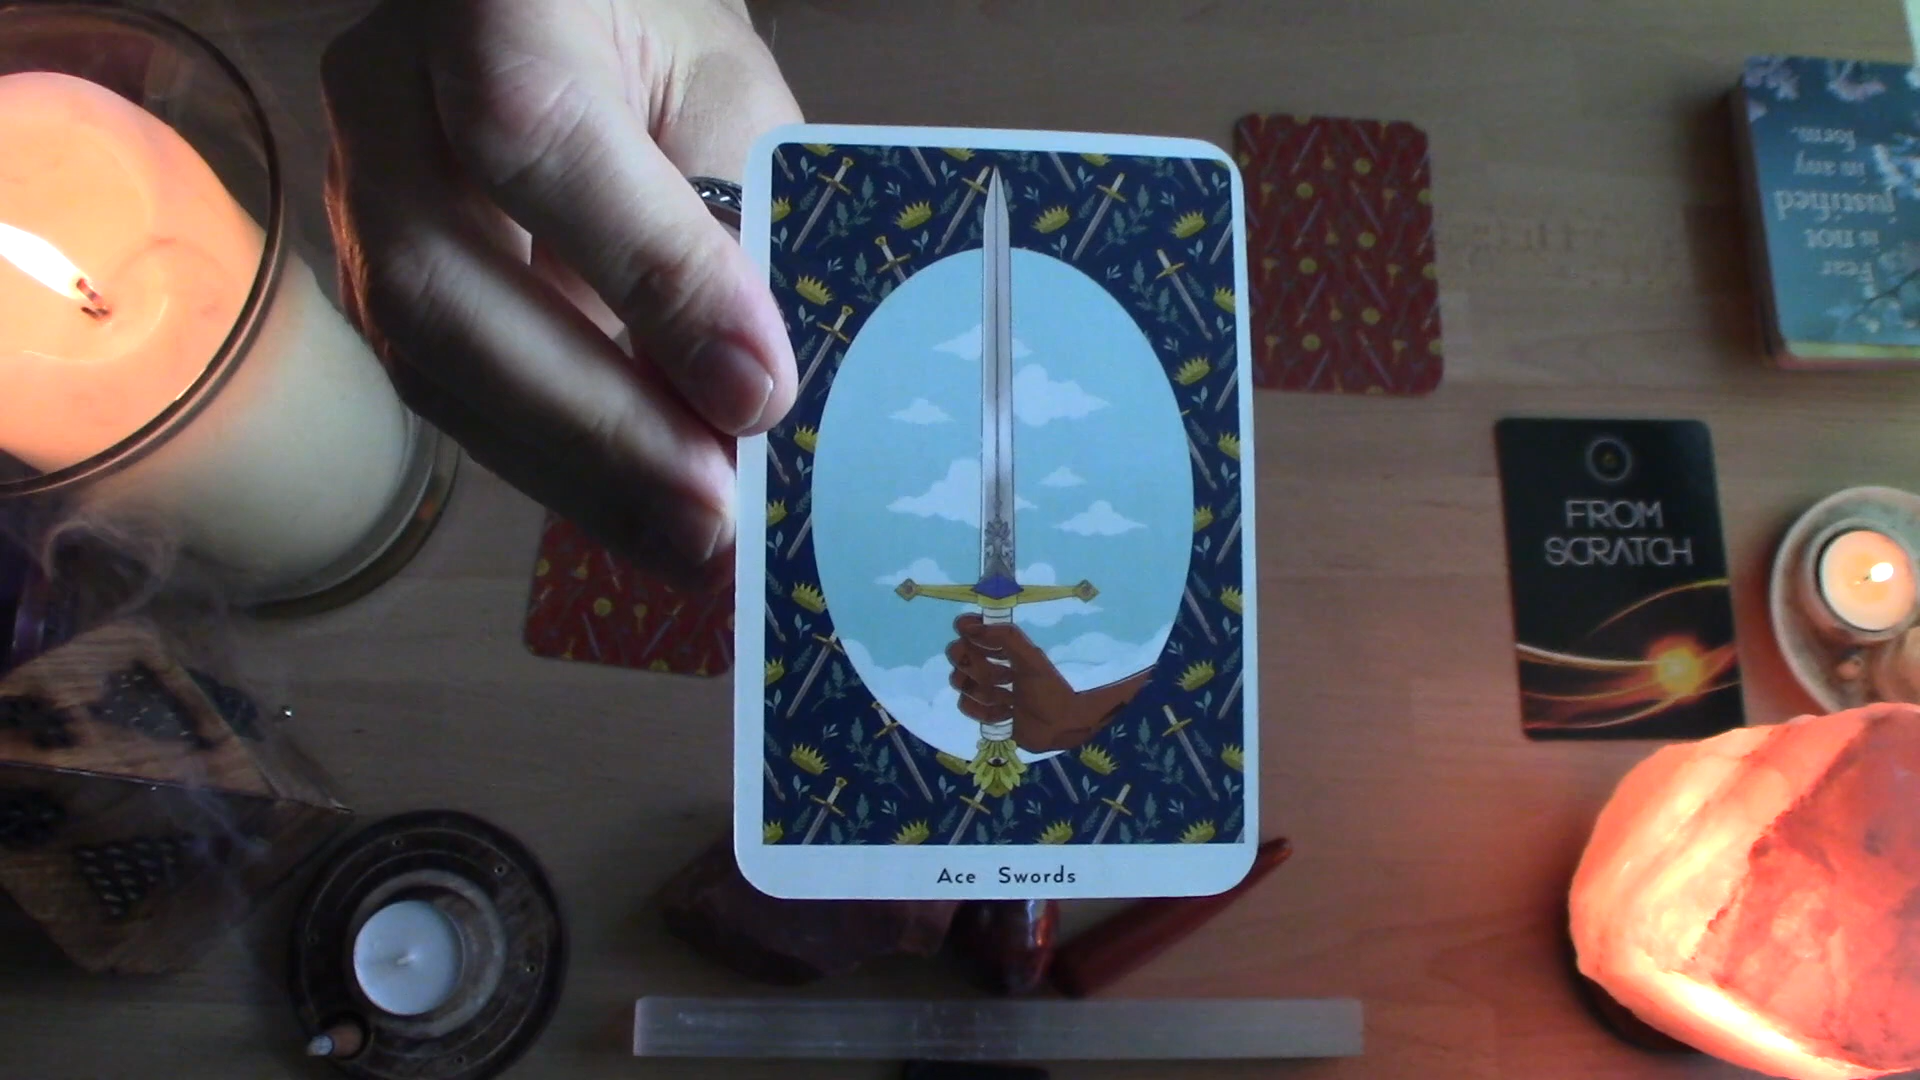 Ace Swords
FROM
SCRATCH
Fear
is not
justified
in any
form.